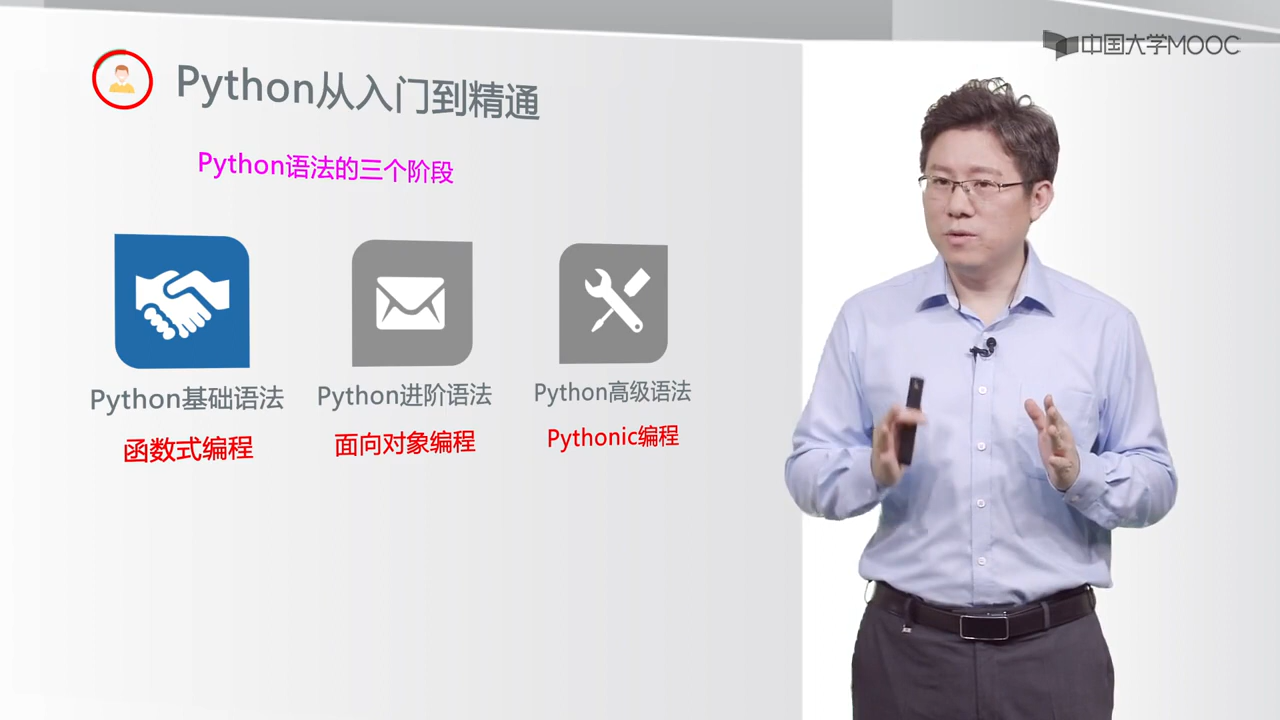 中国大学MOOC
Python从入门到精通
Python语法的三个阶段
Python基础语法
Python进阶语法
Python高级语法
函数式编程
面向对象编程
Pythonic编程